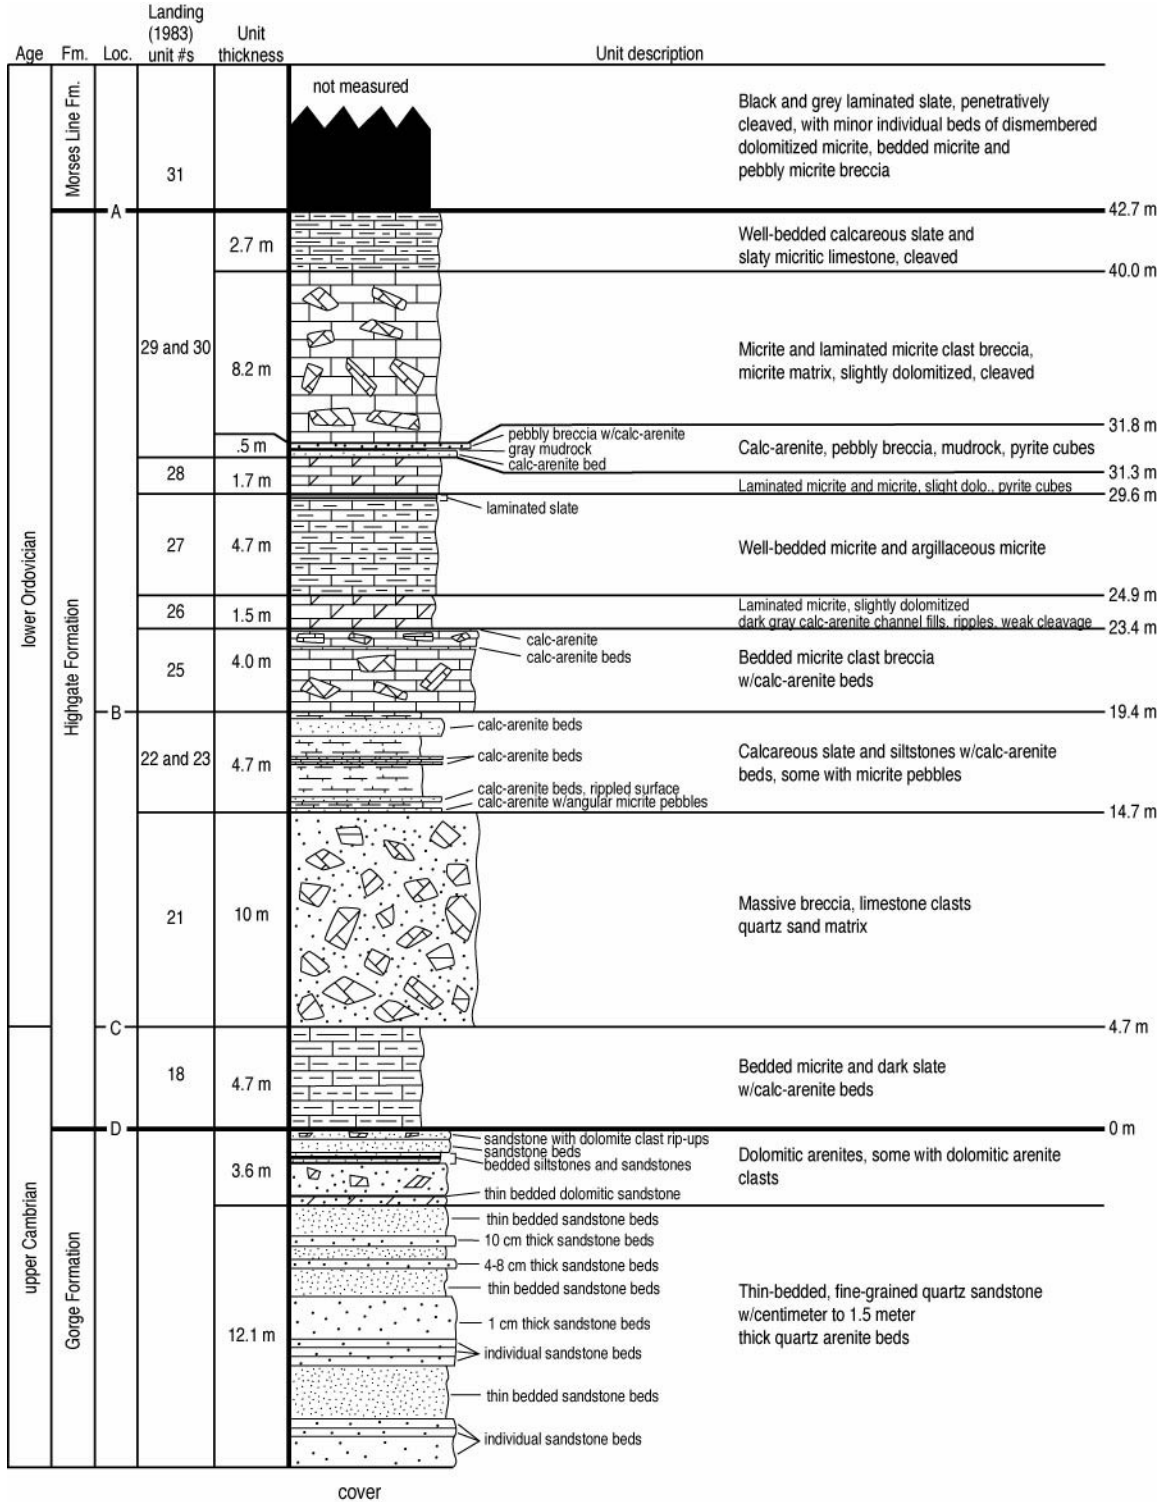 Landing
(1983)
unit #s
Unit
thickness
Age
Fm.
Loc.
Unit description
Morses Line Fm.
31
not measured
Black and grey laminated slate, penetratively
cleaved, with minor individual beds of dismembered
dolomitized micrite, bedded micrite and
pebbly micrite breccia
A
42.7 m
lower Ordovician
Highgate Formation
2.7 m
Well-bedded calcareous slate and
slaty micritic limestone, cleaved
40.0 m
29 and 30
8.2 m
Micrite and laminated micrite clast breccia,
micrite matrix, slightly dolomitized, cleaved
31.8 m
.5 m
pebbly breccia w/calc-arenite
gray mudrock
calc-arenite bed
Calc-arenite, pebbly breccia, mudrock, pyrite cubes
31.3 m
28
1.7 m
Laminated micrite and micrite, slight dolo., pyrite cubes
29.6 m
laminated slate
27
4.7 m
Well-bedded micrite and argillaceous micrite
24.9 m
26
1.5 m
Laminated micrite, slightly dolomitized
dark gray calc-arenite channel fills, ripples, weak cleavage
23.4 m
25
4.0 m
calc-arenite
calc-arenite beds
Bedded micrite clast breccia
w/calc-arenite beds
B
19.4 m
22 and 23
4.7 m
calc-arenite beds
calc-arenite beds
calc-arenite beds, rippled surface
calc-arenite w/angular micrite pebbles
Calcareous slate and siltstones w/calc-arenite
beds, some with micrite pebbles
14.7 m
21
10 m
Massive breccia, limestone clasts
quartz sand matrix
C
4.7 m
upper Cambrian
18
4.7 m
Bedded micrite and dark slate
w/calc-arenite beds
D
0 m
Gorge Formation
3.6 m
sandstone with dolomite clast rip-ups
sandstone beds
bedded siltstones and sandstones
thin bedded dolomitic sandstone
Dolomitic arenites, some with dolomitic arenite
clasts
12.1 m
thin bedded sandstone beds
10 cm thick sandstone beds
4-8 cm thick sandstone beds
thin bedded sandstone beds
1 cm thick sandstone beds
individual sandstone beds
thin bedded sandstone beds
individual sandstone beds
Thin-bedded, fine-grained quartz sandstone
w/centimeter to 1.5 meter
thick quartz arenite beds
cover